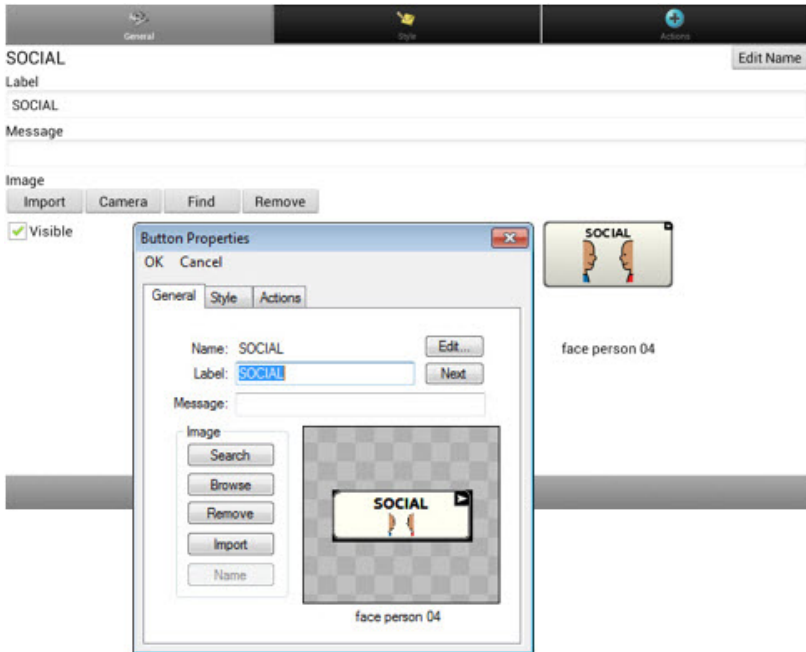 General
Style
Actions
SOCIAL
Edit Name
Label
SOCIAL
Message
Image
Import
Camera
Find
Remove
Visible
SOCIAL
face person 04
Button Properties
OK Cancel
General Style Actions
Name: SOCIAL
Edit...
Label: SOCIAL
Next
Message:
Image
Search
Browse
Remove
Import
Name
SOCIAL
face person 04